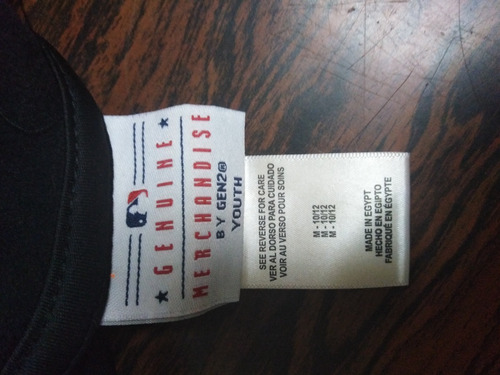 GENUINE
MERCHANDISE
BY GEN2®
YOUTH
SEE REVERSE FOR CARE
VER AL DORSO PARA CUIDADO
VOIR AU VERSO POUR SOINS
M - 10/12
M - 10/12
M - 10/12
MADE IN EGYPT
HECHO EN EGIPTO
FABRIQUÉ EN ÉGYPTE